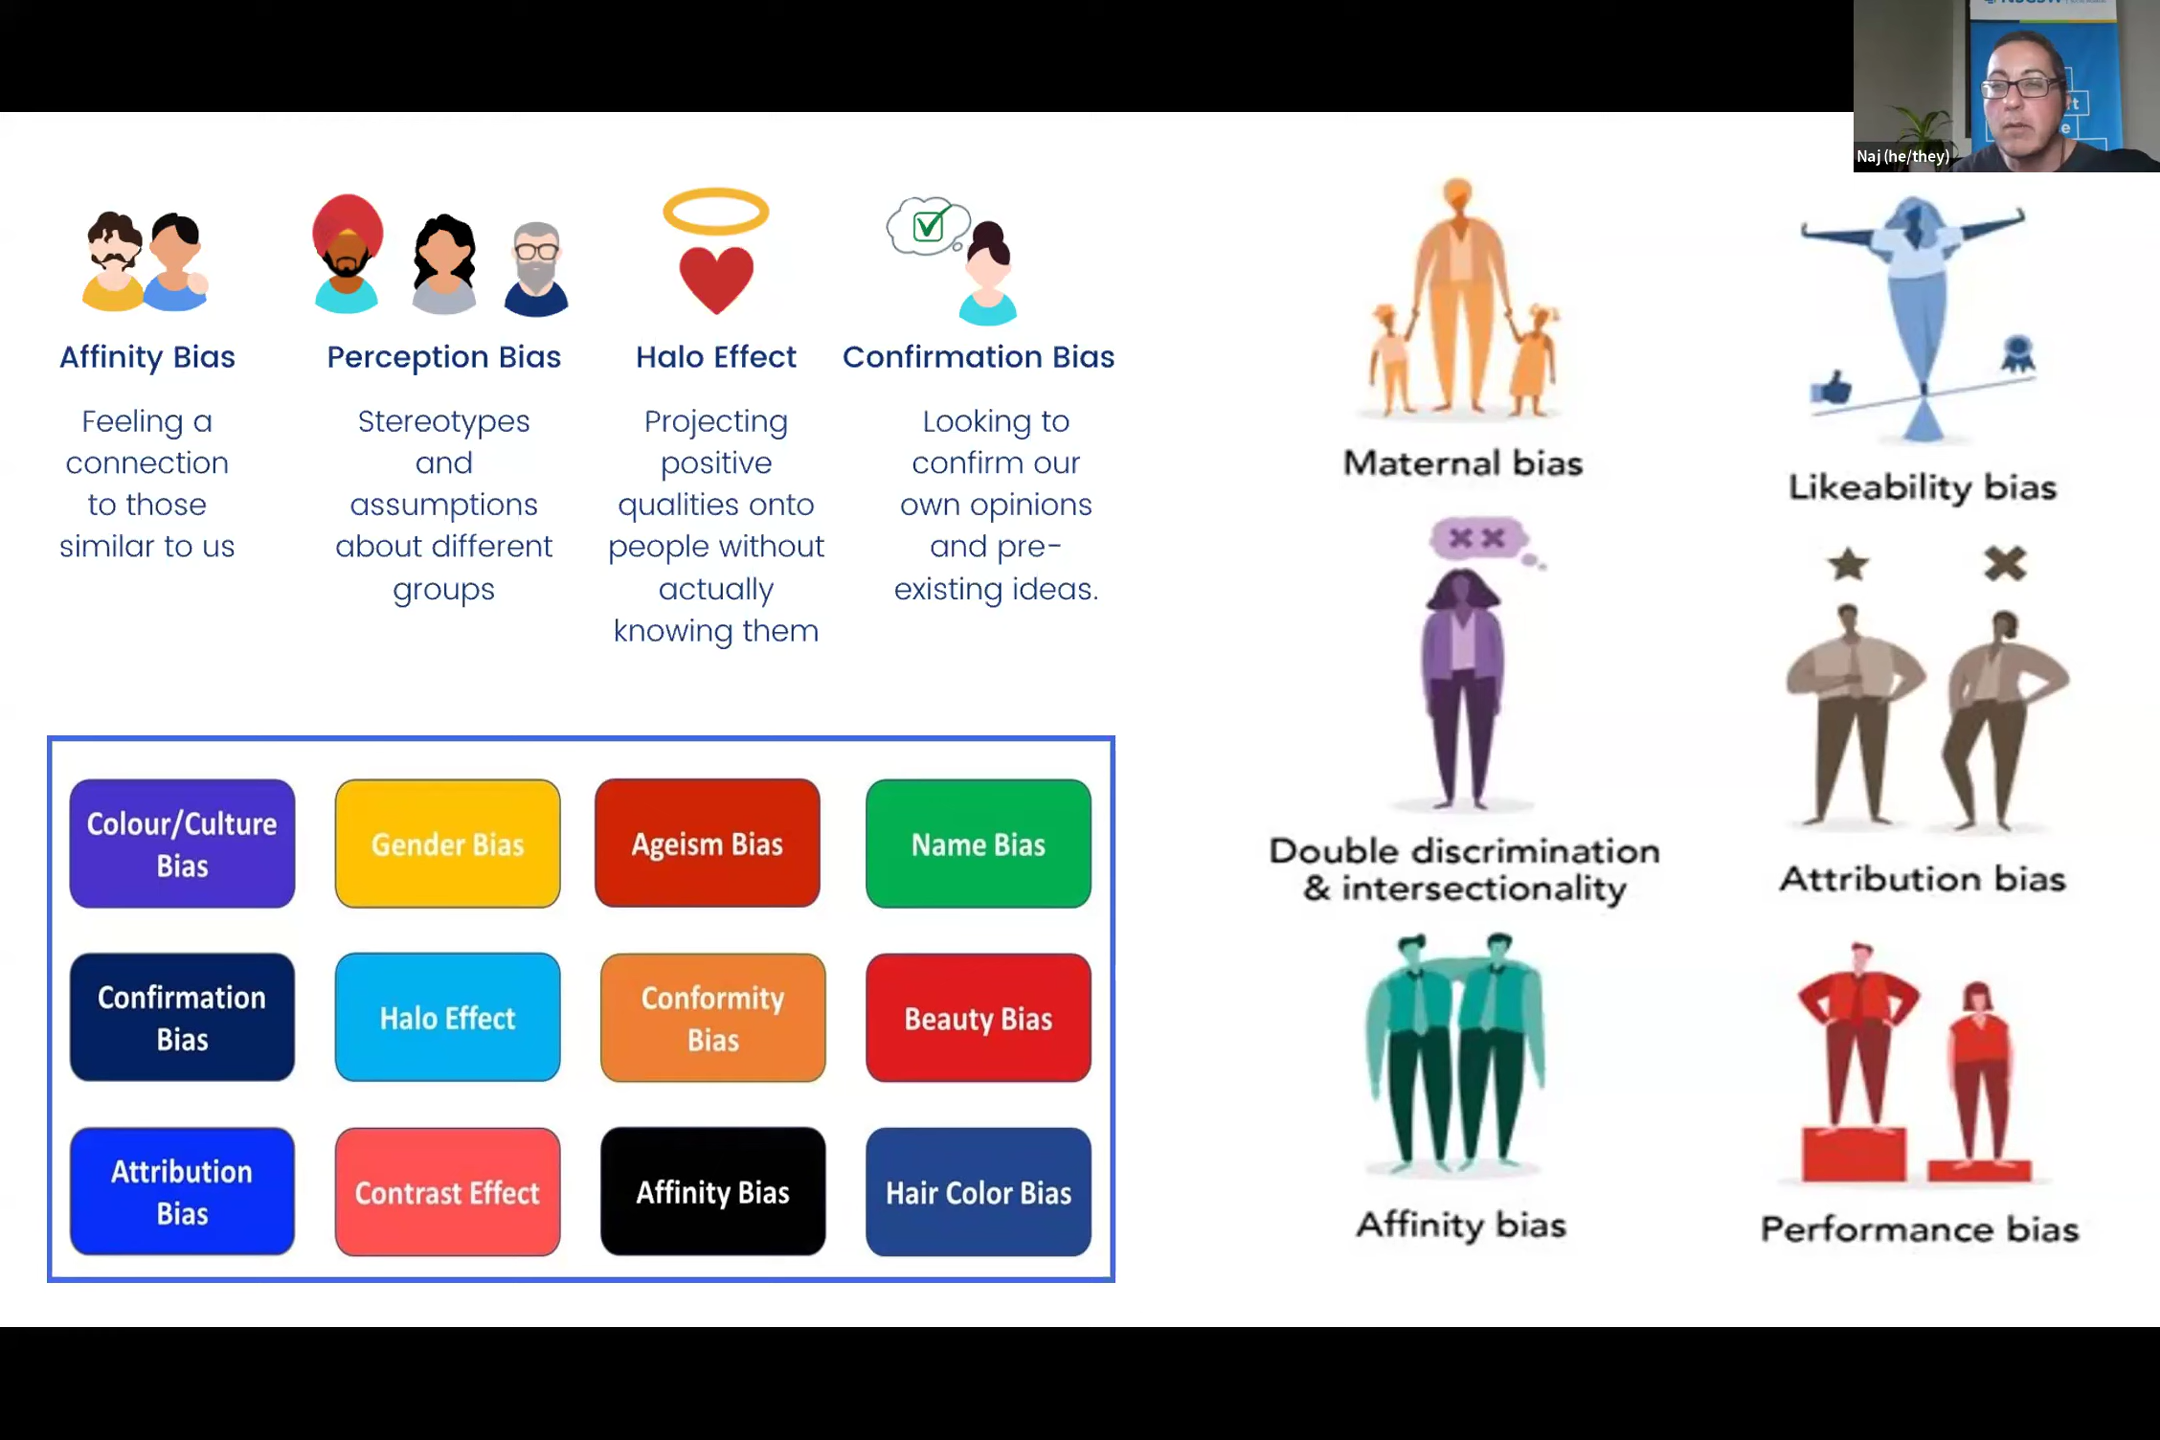 Naj (he/they)
Affinity Bias
Feeling a
connection
to those
similar to us
Perception Bias
Stereotypes
and
assumptions
about different
groups
Halo Effect
Projecting
positive
qualities onto
people without
actually
knowing them
Confirmation Bias
Looking to
confirm our
own opinions
and pre-
existing ideas.
Colour/Culture
Bias
Gender Bias
Ageism Bias
Name Bias
Confirmation
Bias
Halo Effect
Conformity
Bias
Beauty Bias
Attribution
Bias
Contrast Effect
Affinity Bias
Hair Color Bias
Maternal bias
Likeability bias
Double discrimination
& intersectionality
Attribution bias
Affinity bias
Performance bias